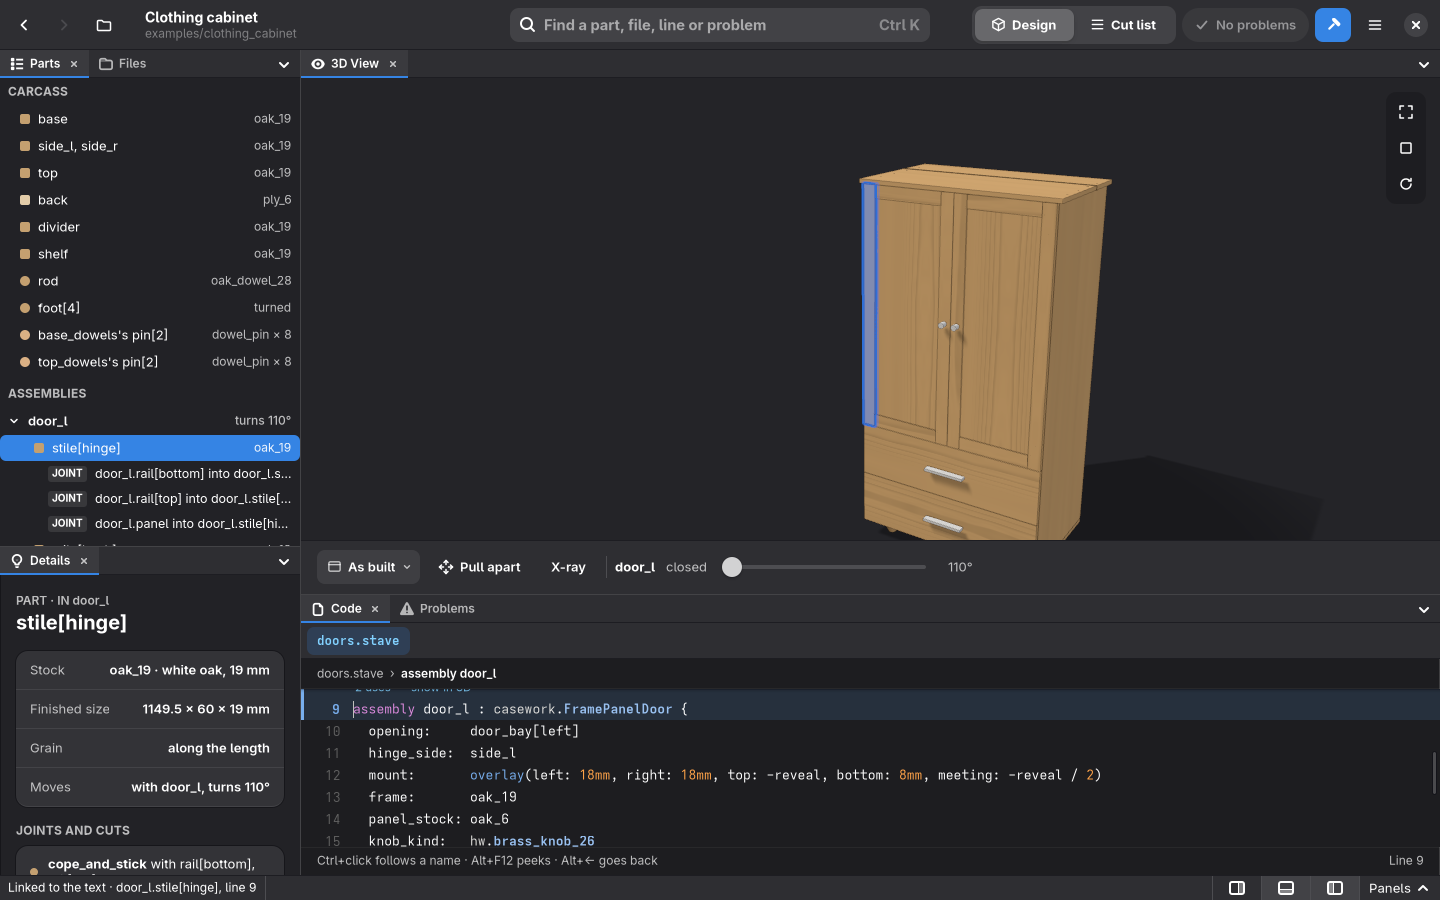 Clothing cabinet
examples/clothing_cabinet
Find a part, file, line or problem
Ctrl K
Design
Cut list
No problems
Parts
Files
3D View
CARCASS
base oak_19
side_l, side_r oak_19
top oak_19
back ply_6
divider oak_19
shelf oak_19
rod oak_dowel_28
foot[4] turned
base_dowels's pin[2] dowel_pin × 8
top_dowels's pin[2] dowel_pin × 8
ASSEMBLIES
door_l turns 110°
stile[hinge] oak_19
JOINT door_l.rail[bottom] into door_l.s...
JOINT door_l.rail[top] into door_l.stile[...
JOINT door_l.panel into door_l.stile[hi...
Details
PART · IN door_l
stile[hinge]
Stock oak_19 · white oak, 19 mm
Finished size 1149.5 × 60 × 19 mm
Grain along the length
Moves with door_l, turns 110°
JOINTS AND CUTS
cope_and_stick with rail[bottom],
As built
Pull apart
X-ray
door_l closed 110°
Code
Problems
doors.stave
doors.stave › assembly door_l
9 assembly door_l : casework.FramePanelDoor {
10 opening: door_bay[left]
11 hinge_side: side_l
12 mount: overlay(left: 18mm, right: 18mm, top: -reveal, bottom: 8mm, meeting: -reveal / 2)
13 frame: oak_19
14 panel_stock: oak_6
15 knob_kind: hw.brass_knob_26
Ctrl+click follows a name · Alt+F12 peeks · Alt+← goes back
Line 9
Linked to the text · door_l.stile[hinge], line 9
Panels